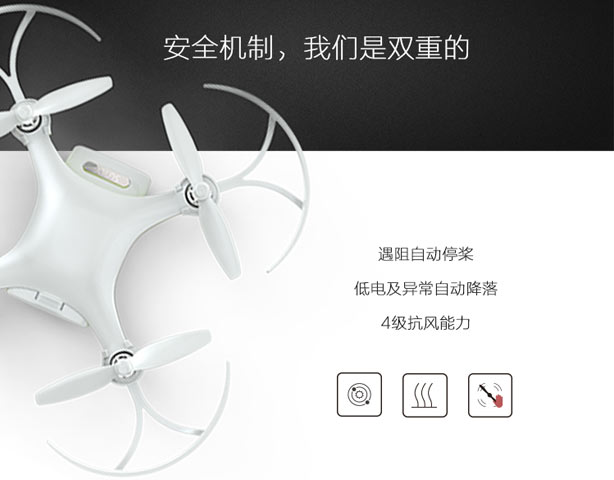 安全机制，我们是双重的
遇阻自动停桨
低电及异常自动降落
4级抗风能力